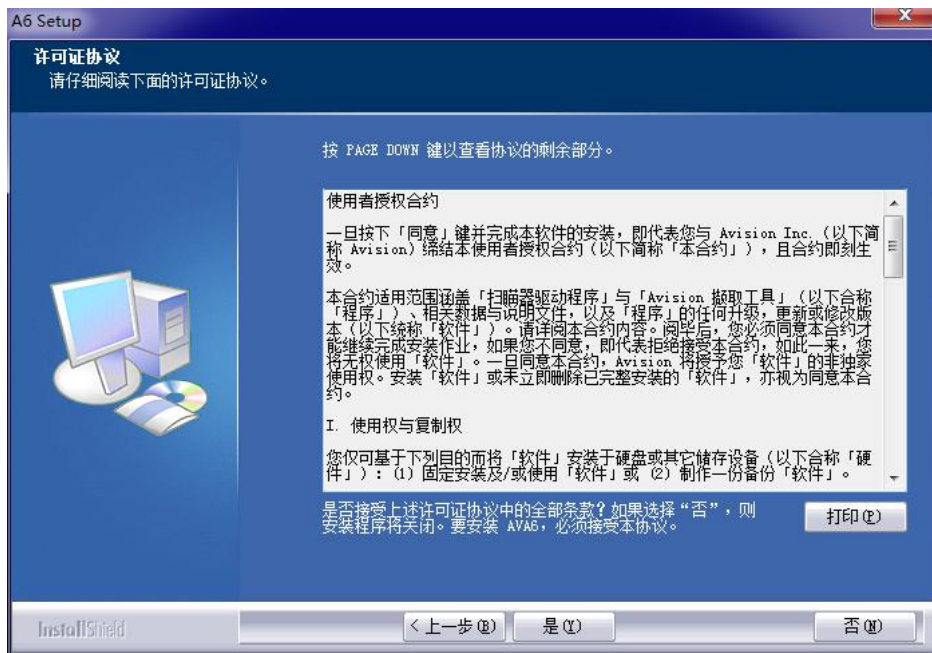 A6 Setup
许可证协议
请仔细阅读下面的许可证协议。
按 PAGE DOWN 键以查看协议的剩余部分。
使用者授权合约
一旦按下「同意」键并完成本软件的安装，即代表您与 Avision Inc.（以下简
称 Avision）缔结本使用者授权合约（以下简称「本合约」），且合约即刻生
效。
本合约适用范围涵盖「扫瞄器驱动程序」与「Avision 撷取工具」（以下合称
「程序」）、相关数据与说明文件，以及「程序」的任何升级，更新或修改版
本（以下统称「软件」）。请详阅本合约内容。阅毕后，您必须同意本合约才
能继续完成安装作业，如果您不同意，即代表拒绝接受本合约，如此一来，您
将无权使用「软件」。一旦同意本合约，Avision 将授予您「软件」的非独家
使用权。安装「软件」或未立即删除已完整安装的「软件」，亦视为同意本合
约。
I. 使用权与复制权
您仅可基于下列目的而将「软件」安装于硬盘或其它储存设备（以下合称「硬
件」）：(1) 固定安装及/或使用「软件」或 (2) 制作一份备份「软件」。
是否接受上述许可证协议中的全部条款？如果选择“否”，则
安装程序将关闭。要安装 AVA6，必须接受本协议。
打印(P)
InstallShield
<上一步(B)
是(Y)
否(N)